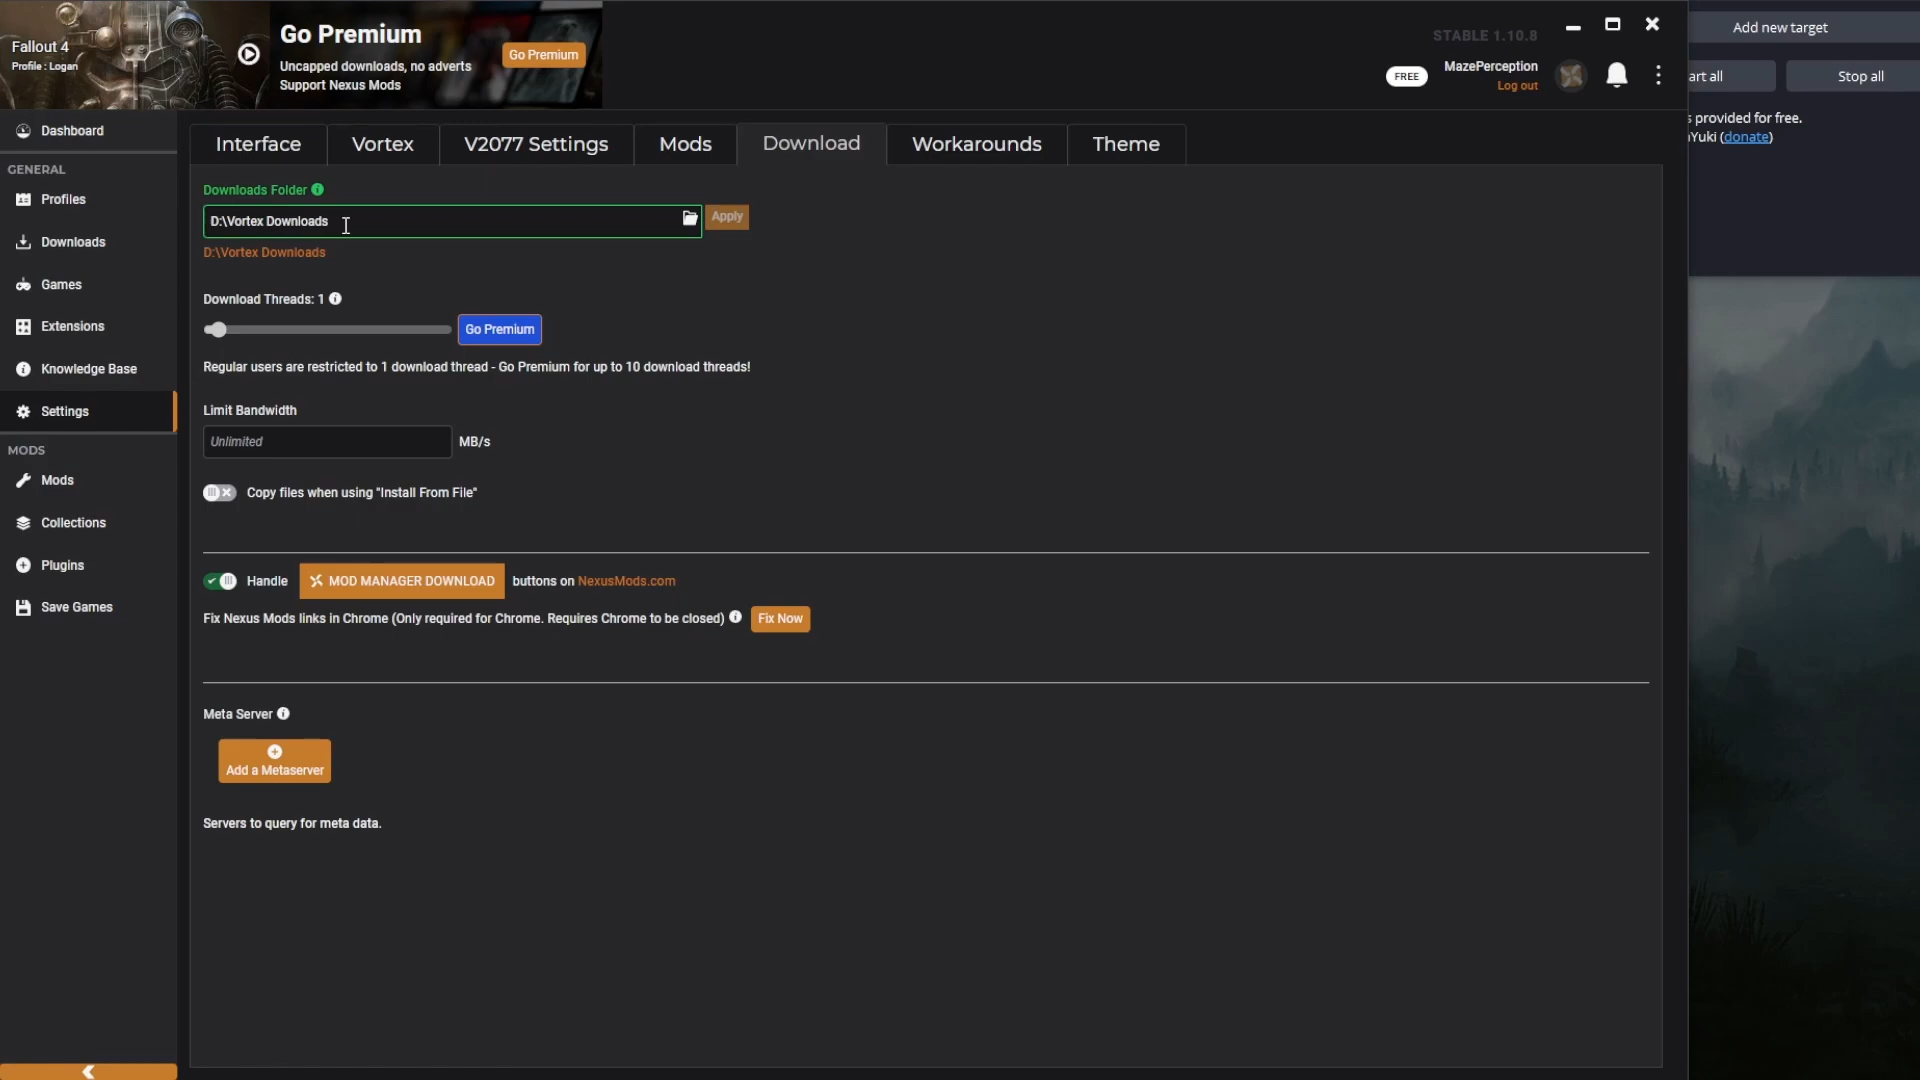 Fallout 4
Profile : Logan
Go Premium
Uncapped downloads, no adverts
Support Nexus Mods
Go Premium
STABLE 1.10.8
FREE
MazePerception
Log out
Add new target
art all
Stop all
s provided for free.
Yuki (donate)
Dashboard
GENERAL
Profiles
Downloads
Games
Extensions
Knowledge Base
Settings
MODS
Mods
Collections
Plugins
Save Games
Interface
Vortex
V2077 Settings
Mods
Download
Workarounds
Theme
Downloads Folder
D:\Vortex Downloads
Apply
D:\Vortex Downloads
Download Threads: 1
Go Premium
Regular users are restricted to 1 download thread - Go Premium for up to 10 download threads!
Limit Bandwidth
Unlimited
MB/s
Copy files when using "Install From File"
Handle
MOD MANAGER DOWNLOAD
buttons on NexusMods.com
Fix Nexus Mods links in Chrome (Only required for Chrome. Requires Chrome to be closed)
Fix Now
Meta Server
Add a Metaserver
Servers to query for meta data.